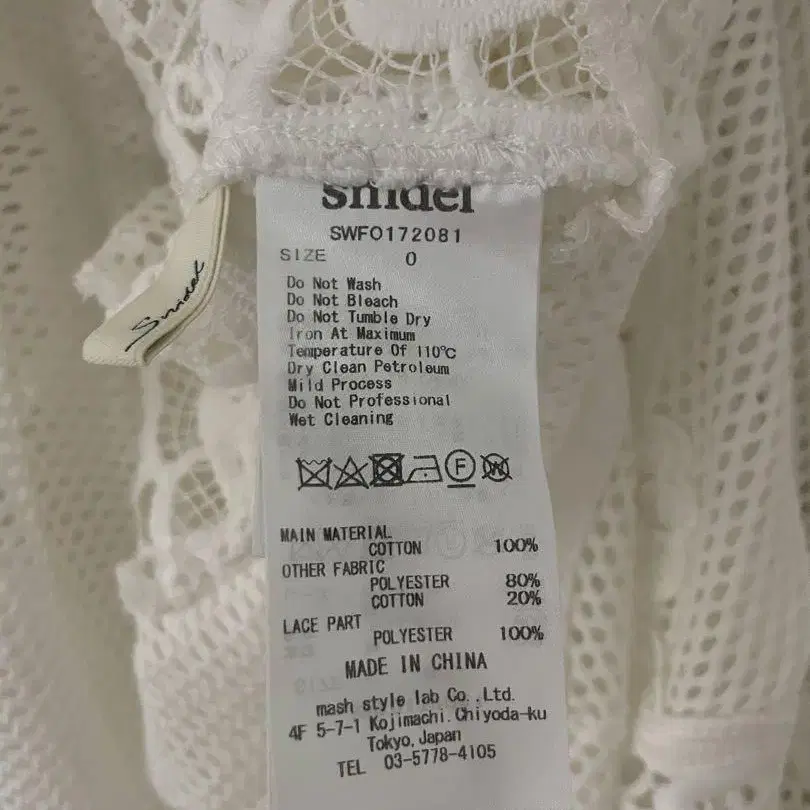 snidel
SWFO172081
SIZE 0
Do Not Wash
Do Not Bleach
Do Not Tumble Dry
Iron At Maximum
Temperature Of 110℃
Dry Clean Petroleum
Mild Process
Do Not Professional
Wet Cleaning
F W
MAIN MATERIAL
COTTON 100%
OTHER FABRIC
POLYESTER 80%
COTTON 20%
LACE PART
POLYESTER 100%
MADE IN CHINA
mash style lab Co.,Ltd.
4F 5-7-1 Kojimachi.Chiyoda-ku
Tokyo,Japan
TEL 03-5778-4105
Snidel